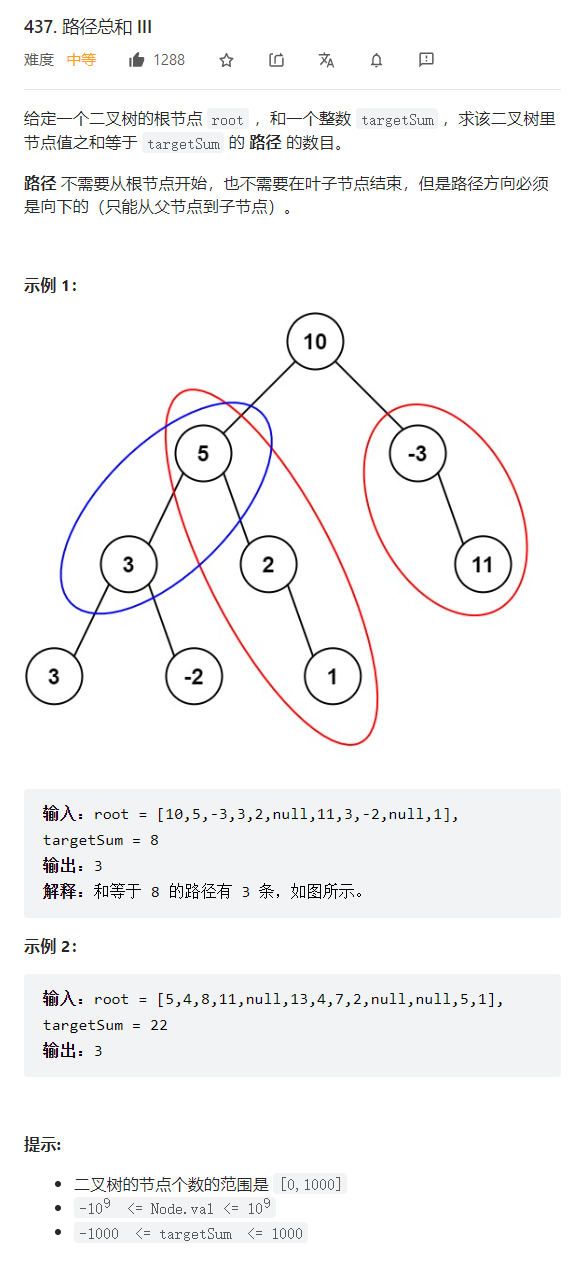 437. 路径总和 III
难度 中等 1288
给定一个二叉树的根节点 root ，和一个整数 targetSum ，求该二叉树里
节点值之和等于 targetSum 的 路径 的数目。
路径 不需要从根节点开始，也不需要在叶子节点结束，但是路径方向必须
是向下的（只能从父节点到子节点）。
示例 1：
10
5 -3
3 2 11
3 -2 1
输入：root = [10,5,-3,3,2,null,11,3,-2,null,1],
targetSum = 8
输出：3
解释：和等于 8 的路径有 3 条，如图所示。
示例 2：
输入：root = [5,4,8,11,null,13,4,7,2,null,null,5,1],
targetSum = 22
输出：3
提示:
• 二叉树的节点个数的范围是 [0,1000]
• -10⁹ <= Node.val <= 10⁹
• -1000 <= targetSum <= 1000